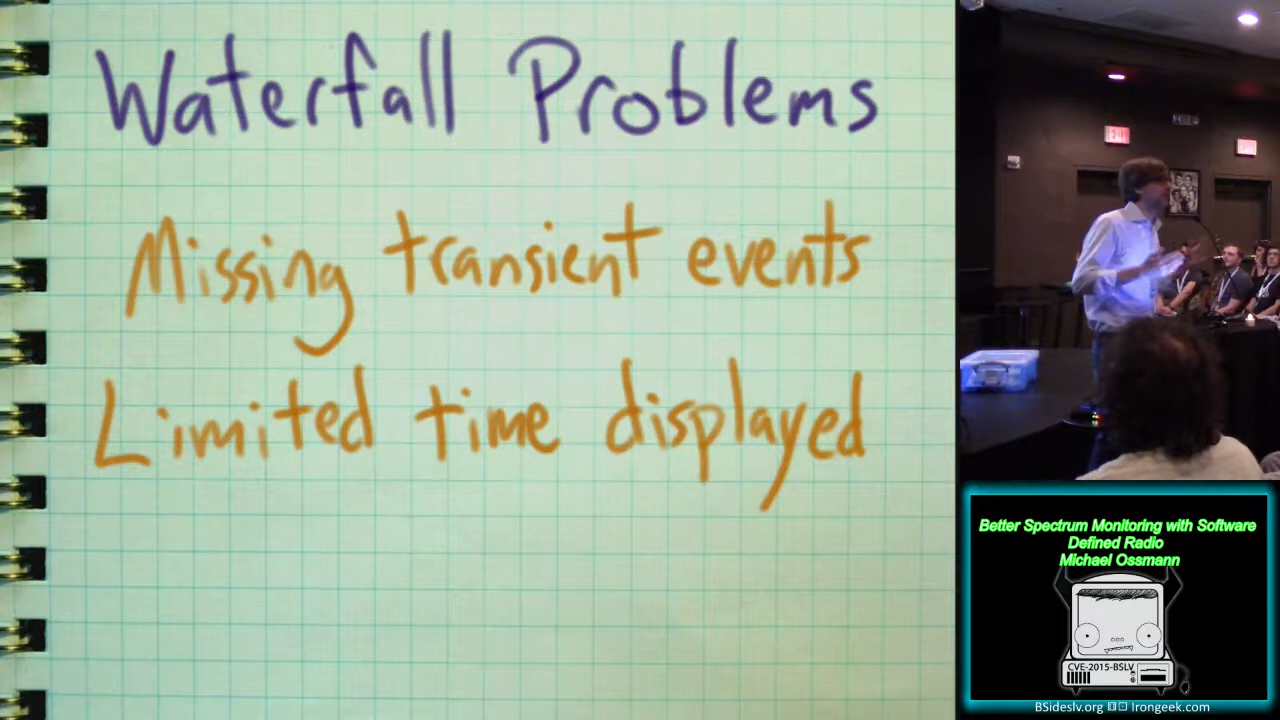 Waterfall Problems
Missing transient events
Limited time displayed
EXIT
Better Spectrum Monitoring with Software
Defined Radio
Michael Ossmann
CVE-2015-BSLV
BSideslv.org
Irongeek.com